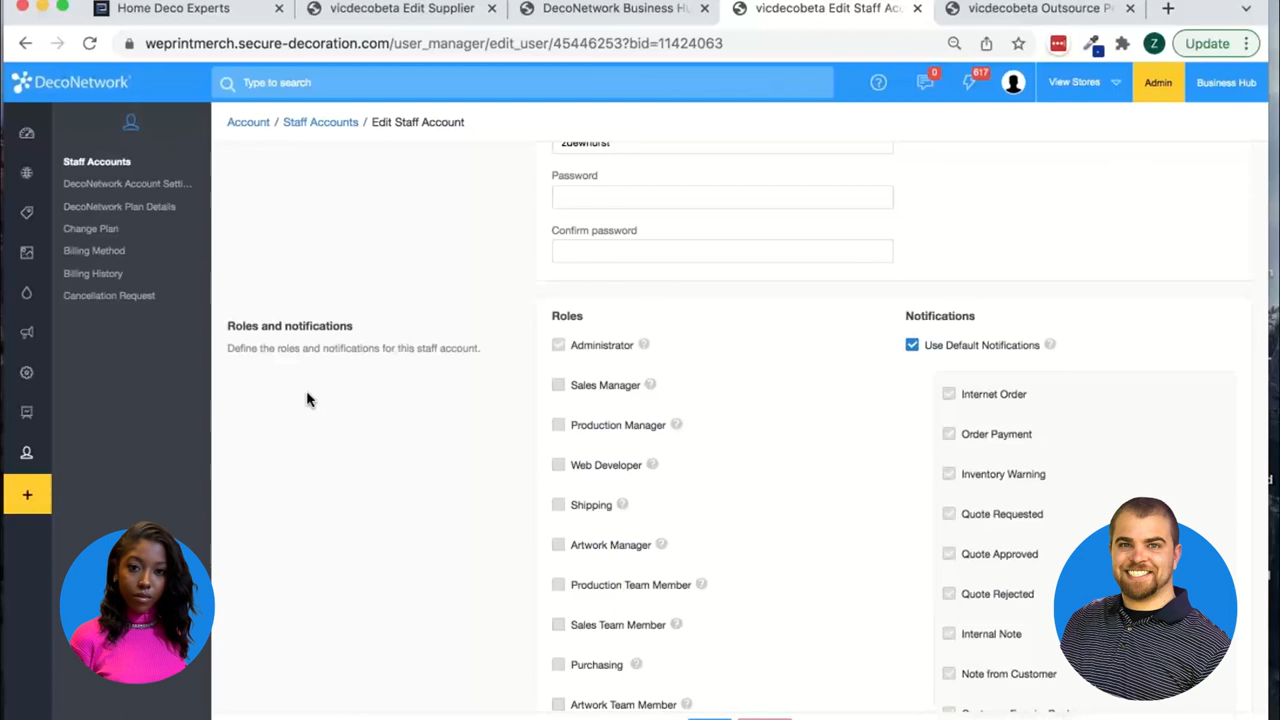 Home Deco Experts
vicdecobeta Edit Supplier
DecoNetwork Business H
vicdecobeta Edit Staff Ac
vicdecobeta Outsource P
weprintmerch.secure-decoration.com/user_manager/edit_user/45446253?bid=11424063
Z
Update
DecoNetwork
Type to search
0
617
View Stores
Admin
Business Hub
Account / Staff Accounts / Edit Staff Account
Staff Accounts
DecoNetwork Account Setti...
DecoNetwork Plan Details
Change Plan
Billing Method
Billing History
Cancellation Request
zdewhurst
Password
Confirm password
Roles and notifications
Define the roles and notifications for this staff account.
Roles
Administrator
Sales Manager
Production Manager
Web Developer
Shipping
Artwork Manager
Production Team Member
Sales Team Member
Purchasing
Artwork Team Member
Notifications
Use Default Notifications
Internet Order
Order Payment
Inventory Warning
Quote Requested
Quote Approved
Quote Rejected
Internal Note
Note from Customer